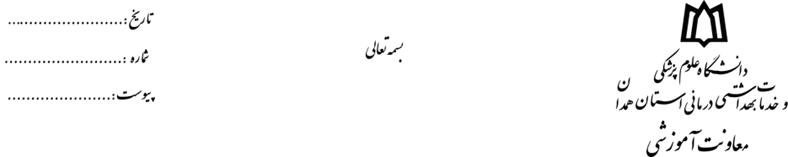 دانشگاه علوم پزشکی
و خدمات بهداشتی درمانی استان همدان
معاونت آموزشی
بسمه تعالی
تاریخ:.......................
شماره :.........................
پیوست:......................